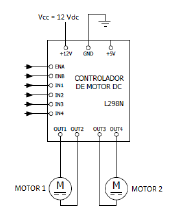 Vcc = 12 Vdc
+12V GND +5V
ENA
ENB
IN1
IN2
IN3
IN4
CONTROLADOR
DE MOTOR DC
L298N
OUT1 OUT2 OUT3 OUT4
MOTOR 1 M M MOTOR 2